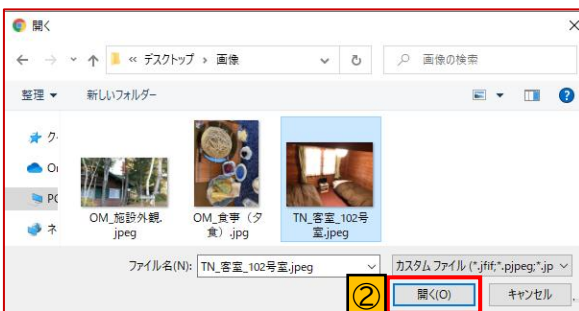 開く
« デスクトップ › 画像
画像の検索
整理
新しいフォルダー
ク
PC
ネ
OM_施設外観.
jpeg
OM_食事（夕
食）.jpg
TN_客室_102号
室.jpeg
ファイル名(N): TN_客室_102号室.jpeg
カスタム ファイル (*.jfif;*.pjpeg;*.jp
②
開く(O)
キャンセル